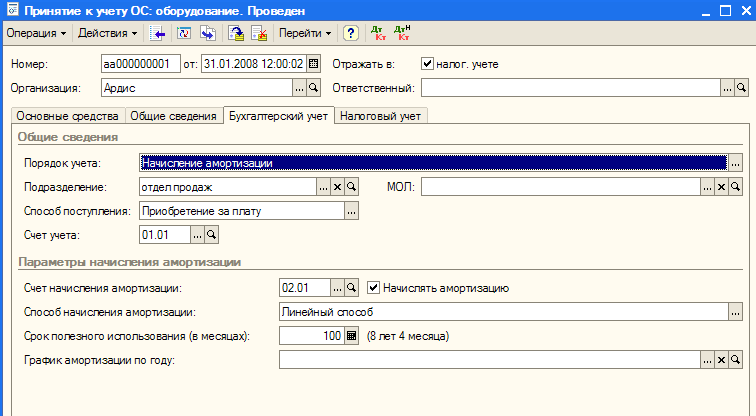 Принятие к учету ОС: оборудование. Проведен
Операция Действия Перейти ? Дт Кт Дт Н Кт
Номер: аа000000001 от: 31.01.2008 12:00:02 Отражать в: налог. учете
Организация: Ардис ... Ответственный: ...
Основные средства Общие сведения Бухгалтерский учет Налоговый учет
Общие сведения
Порядок учета: Начисление амортизации ...
Подразделение: отдел продаж ... x МОЛ: ... x
Способ поступления: Приобретение за плату ...
Счет учета: 01.01 ...
Параметры начисления амортизации
Счет начисления амортизации: 02.01 ... Начислять амортизацию
Способ начисления амортизации: Линейный способ ...
Срок полезного использования (в месяцах): 100 (8 лет 4 месяца)
График амортизации по году: ... x